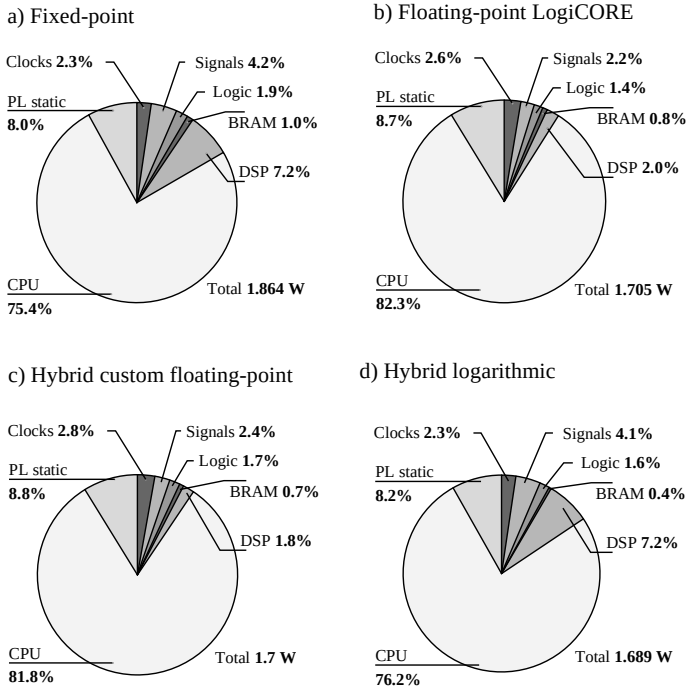 a) Fixed-point
Clocks 2.3%
Signals 4.2%
Logic 1.9%
BRAM 1.0%
DSP 7.2%
PL static
8.0%
CPU
75.4%
Total 1.864 W
b) Floating-point LogiCORE
Clocks 2.6%
Signals 2.2%
Logic 1.4%
BRAM 0.8%
DSP 2.0%
PL static
8.7%
CPU
82.3%
Total 1.705 W
c) Hybrid custom floating-point
Clocks 2.8%
Signals 2.4%
Logic 1.7%
BRAM 0.7%
DSP 1.8%
PL static
8.8%
CPU
81.8%
Total 1.7 W
d) Hybrid logarithmic
Clocks 2.3%
Signals 4.1%
Logic 1.6%
BRAM 0.4%
DSP 7.2%
PL static
8.2%
CPU
76.2%
Total 1.689 W